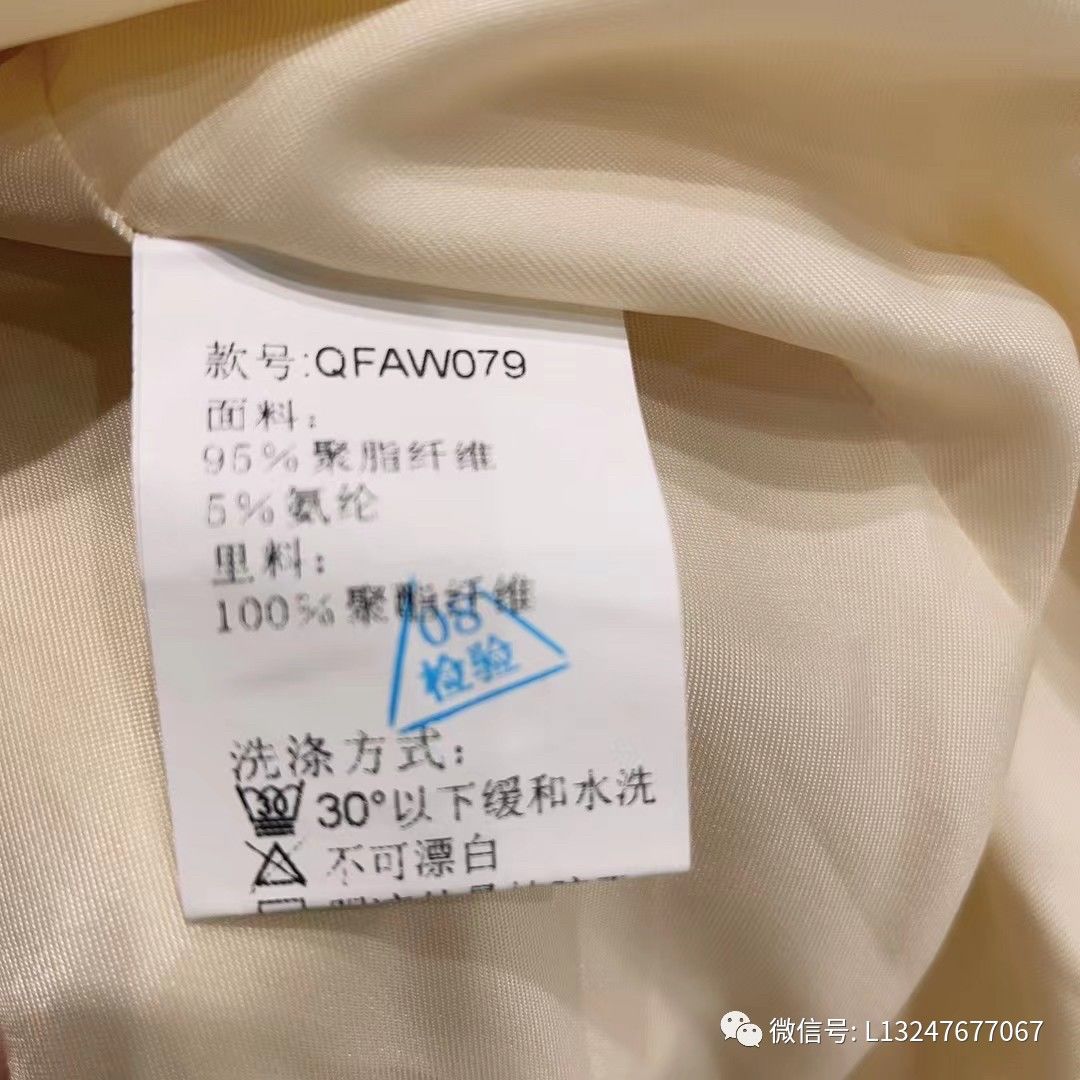 款号:QFAW079
面料:
95%聚脂纤维
5%氨纶
里料:
100%聚酯纤维
08
检验
洗涤方式:
30 30°以下缓和水洗
不可漂白
微信号: L13247677067